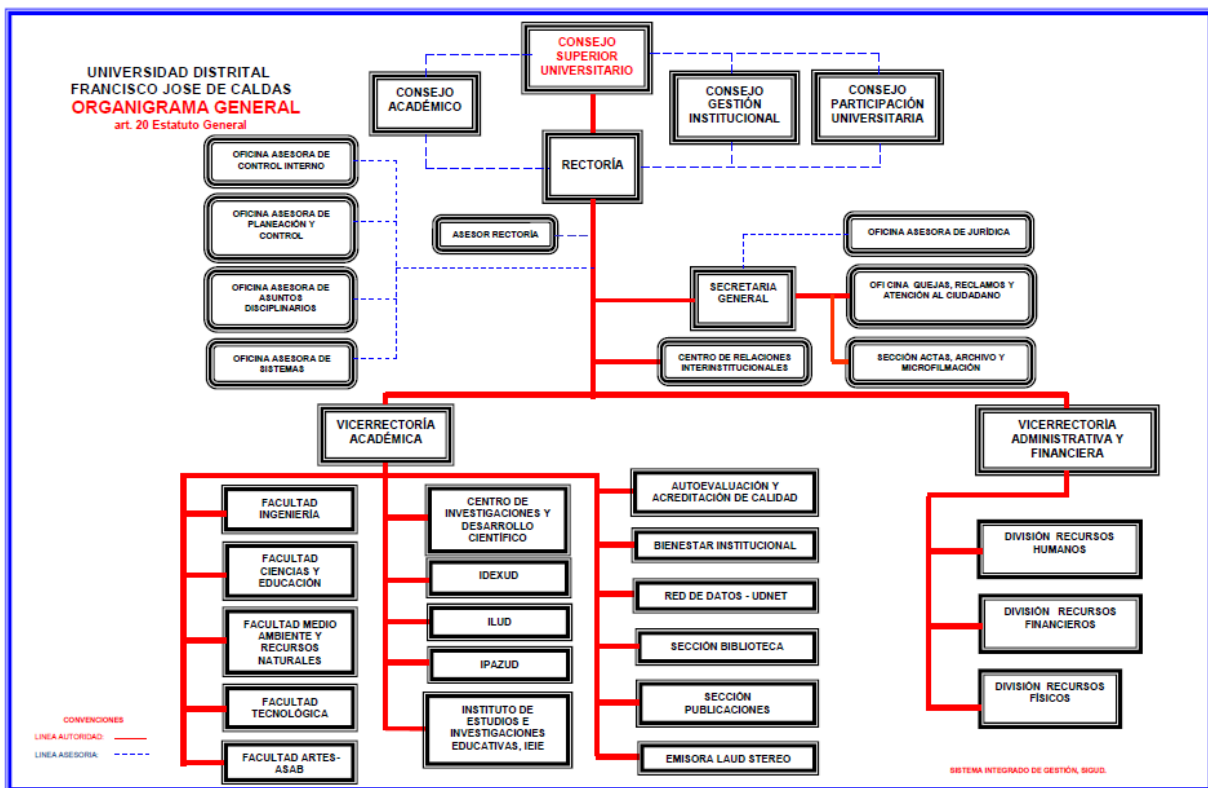 CONSEJO
SUPERIOR
UNIVERSITARIO
UNIVERSIDAD DISTRITAL
FRANCISCO JOSE DE CALDAS
ORGANIGRAMA GENERAL
art. 20 Estatuto General
CONSEJO
ACADÉMICO
CONSEJO
GESTIÓN
INSTITUCIONAL
CONSEJO
PARTICIPACIÓN
UNIVERSITARIA
RECTORÍA
OFICINA ASESORA DE
CONTROL INTERNO
OFICINA ASESORA DE
PLANEACIÓN Y
CONTROL
OFICINA ASESORA DE
ASUNTOS
DISCIPLINARIOS
OFICINA ASESORA DE
SISTEMAS
ASESOR RECTORÍA
OFICINA ASESORA DE JURÍDICA
SECRETARIA
GENERAL
OFICINA QUEJAS, RECLAMOS Y
ATENCIÓN AL CIUDADANO
CENTRO DE RELACIONES
INTERINSTITUCIONALES
SECCIÓN ACTAS, ARCHIVO Y
MICROFILMACIÓN
VICERRECTORÍA
ACADÉMICA
VICERRECTORÍA
ADMINISTRATIVA Y
FINANCIERA
FACULTAD
INGENIERÍA
FACULTAD
CIENCIAS Y
EDUCACIÓN
FACULTAD MEDIO
AMBIENTE Y
RECURSOS
NATURALES
FACULTAD
TECNOLÓGICA
FACULTAD ARTES-
ASAB
CENTRO DE
INVESTIGACIONES Y
DESARROLLO
CIENTÍFICO
IDEXUD
ILUD
IPAZUD
INSTITUTO DE
ESTUDIOS E
INVESTIGACIONES
EDUCATIVAS, IEIE
AUTOEVALUACIÓN Y
ACREDITACIÓN DE CALIDAD
BIENESTAR INSTITUCIONAL
RED DE DATOS - UDNET
SECCIÓN BIBLIOTECA
SECCIÓN
PUBLICACIONES
EMISORA LAUD STEREO
DIVISIÓN RECURSOS
HUMANOS
DIVISIÓN RECURSOS
FINANCIEROS
DIVISIÓN RECURSOS
FÍSICOS
CONVENCIONES
LINEA AUTORIDAD:
LINEA ASESORIA:
SISTEMA INTEGRADO DE GESTIÓN, SIGUD.